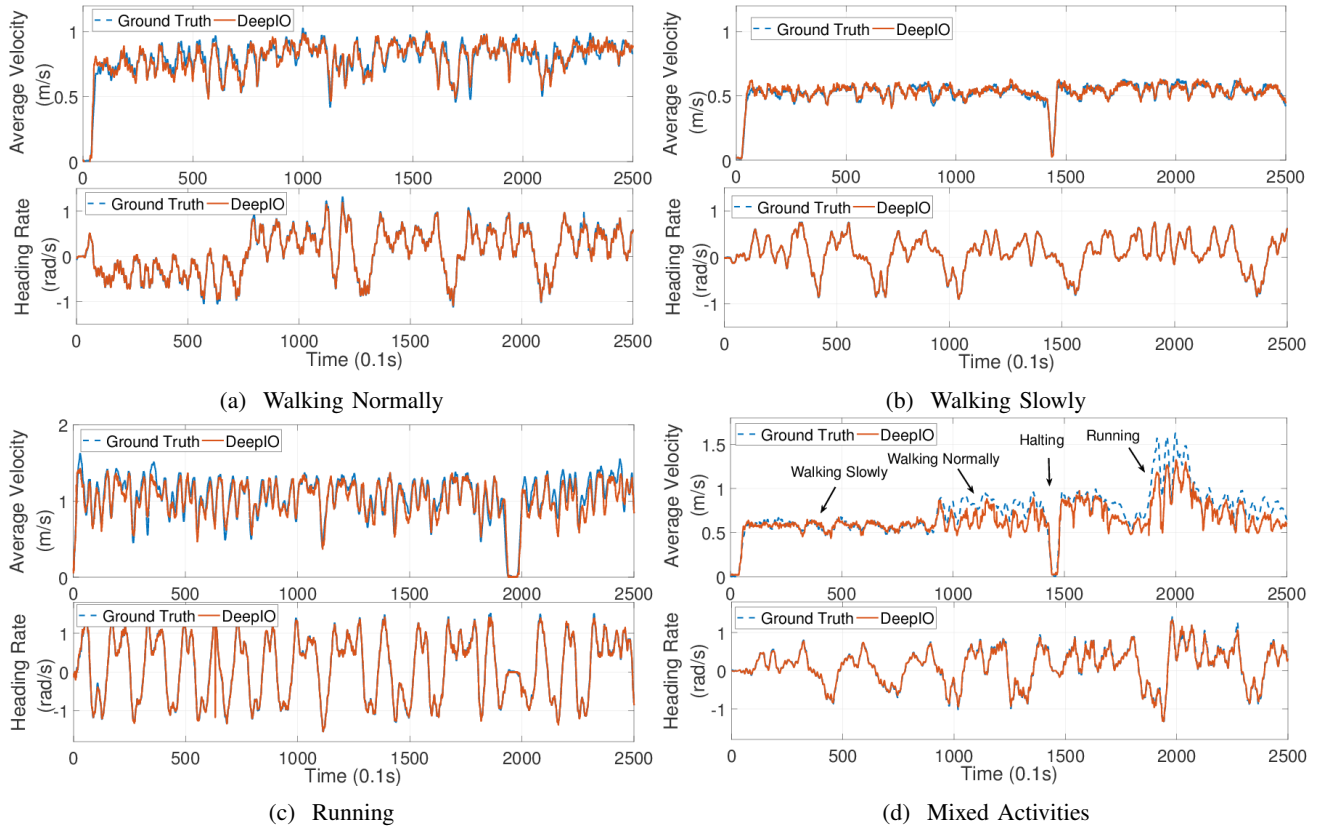 Average Velocity
(m/s)
Ground Truth DeepIO
1
0.5
0
0 500 1000 1500 2000 2500
Heading Rate
(rad/s)
Ground Truth DeepIO
1
0
-1
0 500 1000 1500 2000 2500
Time (0.1s)
(a) Walking Normally
Average Velocity
(m/s)
Ground Truth DeepIO
1
0.5
0
0 500 1000 1500 2000 2500
Heading Rate
(rad/s)
Ground Truth DeepIO
1
0
-1
0 500 1000 1500 2000 2500
Time (0.1s)
(b) Walking Slowly
Average Velocity
(m/s)
Ground Truth DeepIO
2
1
0
0 500 1000 1500 2000 2500
Heading Rate
(rad/s)
Ground Truth DeepIO
1
0
-1
0 500 1000 1500 2000 2500
Time (0.1s)
(c) Running
Average Velocity
(m/s)
Ground Truth DeepIO
Walking Slowly
Walking Normally
Halting
Running
1.5
1
0.5
0
0 500 1000 1500 2000 2500
Heading Rate
(rad/s)
Ground Truth DeepIO
1
0
-1
0 500 1000 1500 2000 2500
Time (0.1s)
(d) Mixed Activities